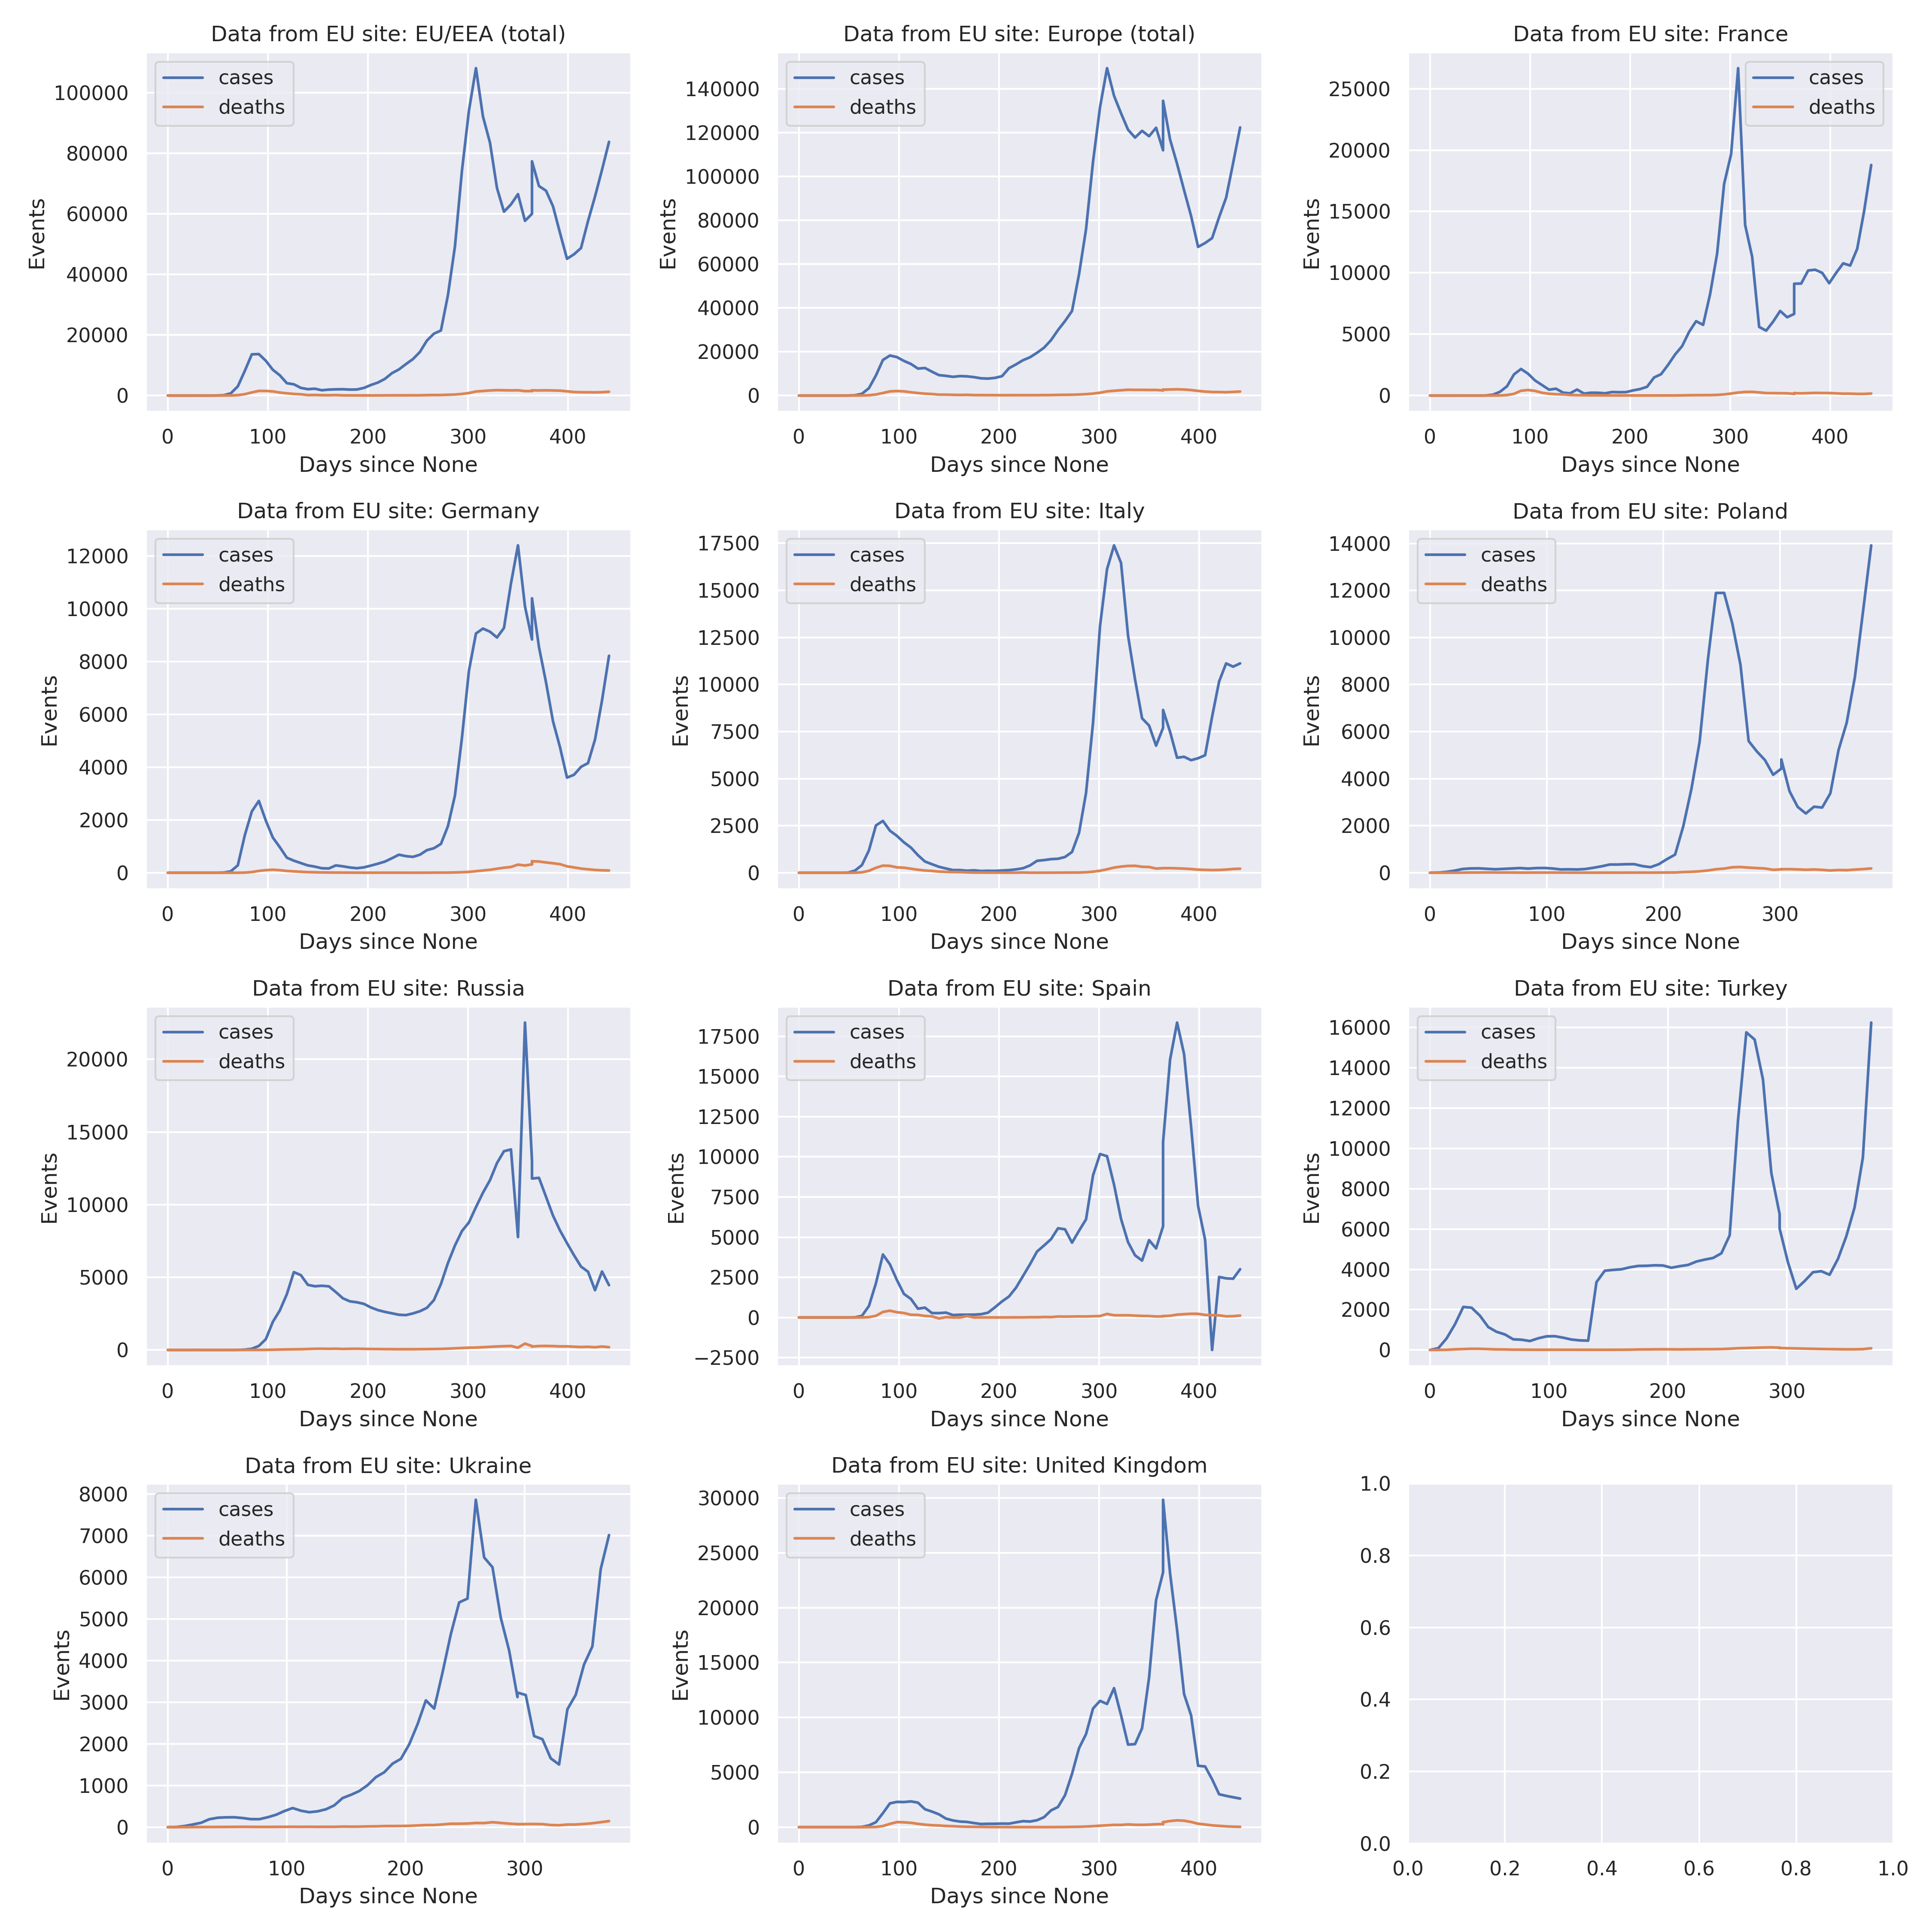 Data from EU site: EU/EEA (total)
cases
deaths
100000
80000
60000
40000
20000
0
Events
0 100 200 300 400
Days since None
Data from EU site: Europe (total)
cases
deaths
140000
120000
100000
80000
60000
40000
20000
0
Events
0 100 200 300 400
Days since None
Data from EU site: France
cases
deaths
25000
20000
15000
10000
5000
0
Events
0 100 200 300 400
Days since None
Data from EU site: Germany
cases
deaths
12000
10000
8000
6000
4000
2000
0
Events
0 100 200 300 400
Days since None
Data from EU site: Italy
cases
deaths
17500
15000
12500
10000
7500
5000
2500
0
Events
0 100 200 300 400
Days since None
Data from EU site: Poland
cases
deaths
14000
12000
10000
8000
6000
4000
2000
0
Events
0 100 200 300
Days since None
Data from EU site: Russia
cases
deaths
20000
15000
10000
5000
0
Events
0 100 200 300 400
Days since None
Data from EU site: Spain
cases
deaths
17500
15000
12500
10000
7500
5000
2500
0
−2500
Events
0 100 200 300 400
Days since None
Data from EU site: Turkey
cases
deaths
16000
14000
12000
10000
8000
6000
4000
2000
0
Events
0 100 200 300
Days since None
Data from EU site: Ukraine
cases
deaths
8000
7000
6000
5000
4000
3000
2000
1000
0
Events
0 100 200 300
Days since None
Data from EU site: United Kingdom
cases
deaths
30000
25000
20000
15000
10000
5000
0
Events
0 100 200 300 400
Days since None
1.0
0.8
0.6
0.4
0.2
0.0
0.0 0.2 0.4 0.6 0.8 1.0